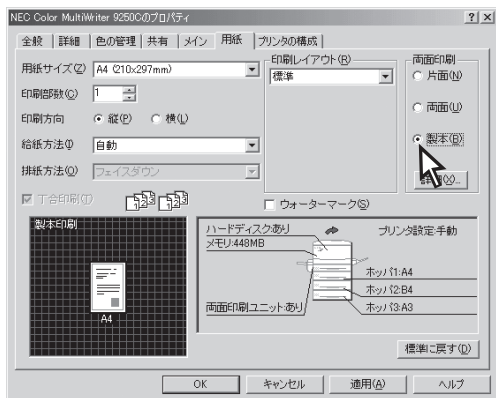 NEC Color MultiWriter 9250Cのプロパティ
全般 詳細 色の管理 共有 メイン 用紙 プリンタの構成
用紙サイズ(Z) A4 (210x297mm)
印刷部数(C) 1
印刷方向 縦(P) 横(L)
給紙方法(I) 自動
排紙方法(O) フェイスダウン
丁合印刷(T)
印刷レイアウト(R)
標準
両面印刷
片面(N)
両面(U)
製本(B)
ウォーターマーク(S)
製本印刷
A4
ハードディスク:あり
メモリ:448MB
両面印刷ユニット:あり
プリンタ設定:手動
ホッパ1:A4
ホッパ2:B4
ホッパ3:A3
標準に戻す(D)
OK キャンセル 適用(A) ヘルプ